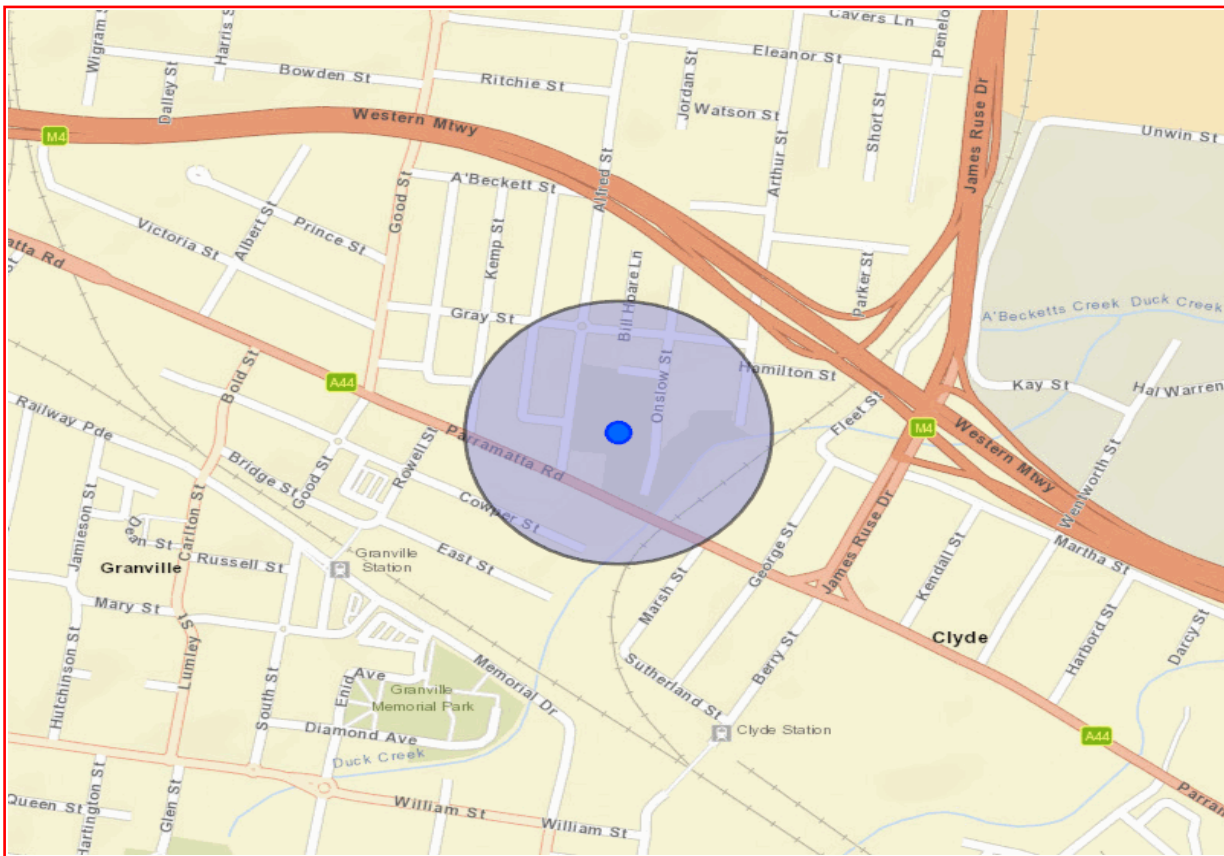 Wigram S
Harris S
Cavers Ln
Penelo
Bowden St
Dalley St
Ritchie St
Jordan St
Eleanor St
Western Mtwy
Watson St
Short St
M4
Unwin St
James Ruse Dr
Arthur St
Good St
Alfred St
A'Beckett St
Albert St
Prince St
Victoria St
Kemp St
Bill Hoare Ln
Parker St
atta Rd
A'Becketts Creek
Duck Creek
Gray St
Onslow St
Hamilton St
Bold St
A44
Kay St
Hal Warren
Fleet St
M4
Western Mtwy
Railway Pde
Parramatta Rd
Rowell St
Good St
Bridge St
Cowper St
Wentworth St
Jamieson St
Carlton St
Dean St
Russell St
Granville
Granville
Station
East St
George St
James Ruse Dr
Kendall St
Martha St
Mary St
Marsh St
Clyde
Harbord St
Darcy St
Lumley St
Hutchinson St
South St
Enid Ave
Memorial Dr
Sutherland St
Berry St
Granville
Memorial Park
Diamond Ave
Clyde Station
A44
Duck Creek
Queen St
Hartington St
Glen St
William St
William St
Parram